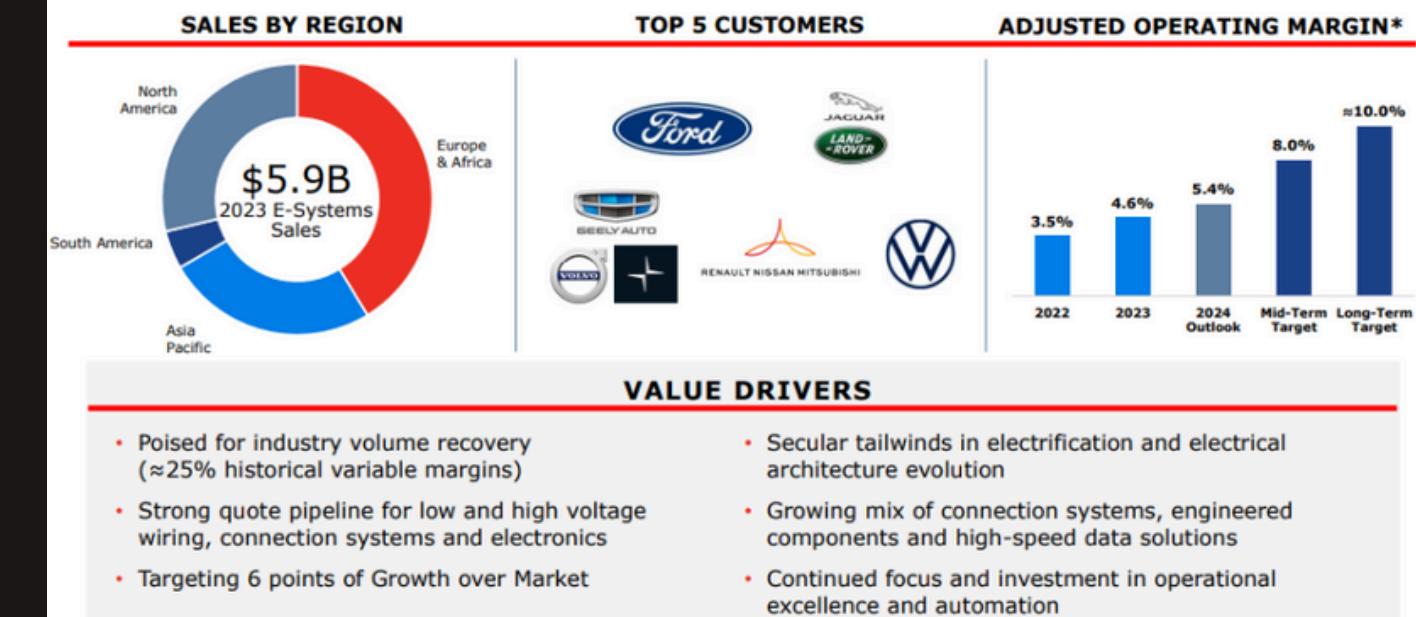 SALES BY REGION
North
America
Europe
& Africa
$5.9B
2023 E-Systems
Sales
South America
Asia
Pacific
TOP 5 CUSTOMERS
Ford
JAGUAR
LAND-
-ROVER
GEELY AUTO
VOLVO
RENAULT NISSAN MITSUBISHI
ADJUSTED OPERATING MARGIN*
3.5%
4.6%
5.4%
8.0%
≈10.0%
2022
2023
2024
Outlook
Mid-Term
Target
Long-Term
Target
VALUE DRIVERS
• Poised for industry volume recovery
(≈25% historical variable margins)
• Strong quote pipeline for low and high voltage
wiring, connection systems and electronics
• Targeting 6 points of Growth over Market
• Secular tailwinds in electrification and electrical
architecture evolution
• Growing mix of connection systems, engineered
components and high-speed data solutions
• Continued focus and investment in operational
excellence and automation